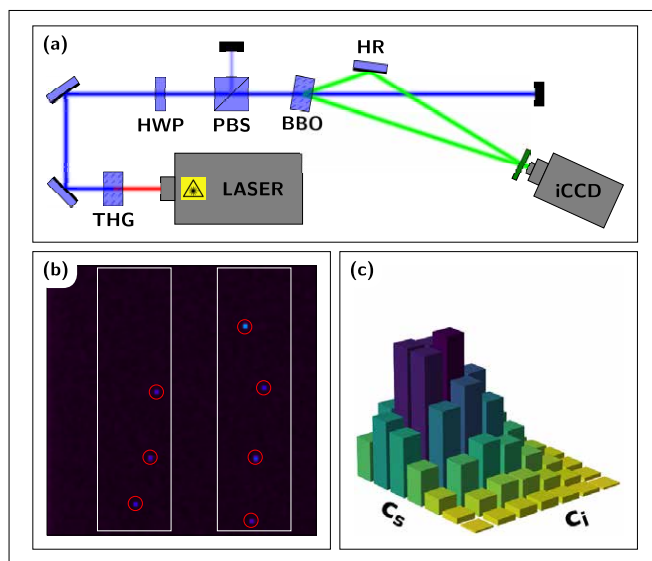 (a)
HR
HWP
PBS
BBO
THG
LASER
iCCD
(b)
(c)
cs
ci